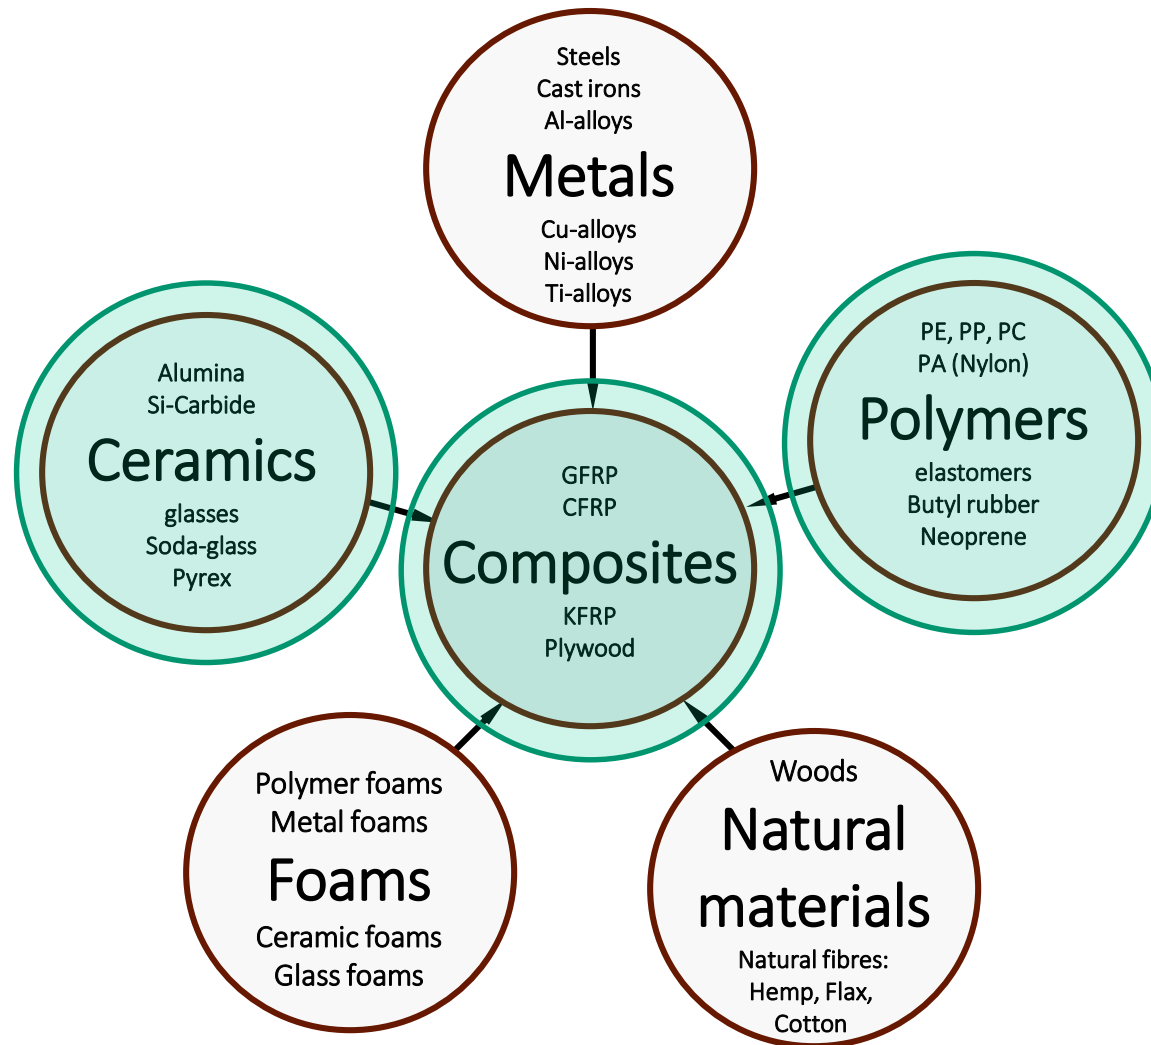 Steels
Cast irons
Al-alloys
Metals
Cu-alloys
Ni-alloys
Ti-alloys
Alumina
Si-Carbide
Ceramics
glasses
Soda-glass
Pyrex
PE, PP, PC
PA (Nylon)
Polymers
elastomers
Butyl rubber
Neoprene
GFRP
CFRP
Composites
KFRP
Plywood
Polymer foams
Metal foams
Foams
Ceramic foams
Glass foams
Woods
Natural
materials
Natural fibres:
Hemp, Flax,
Cotton